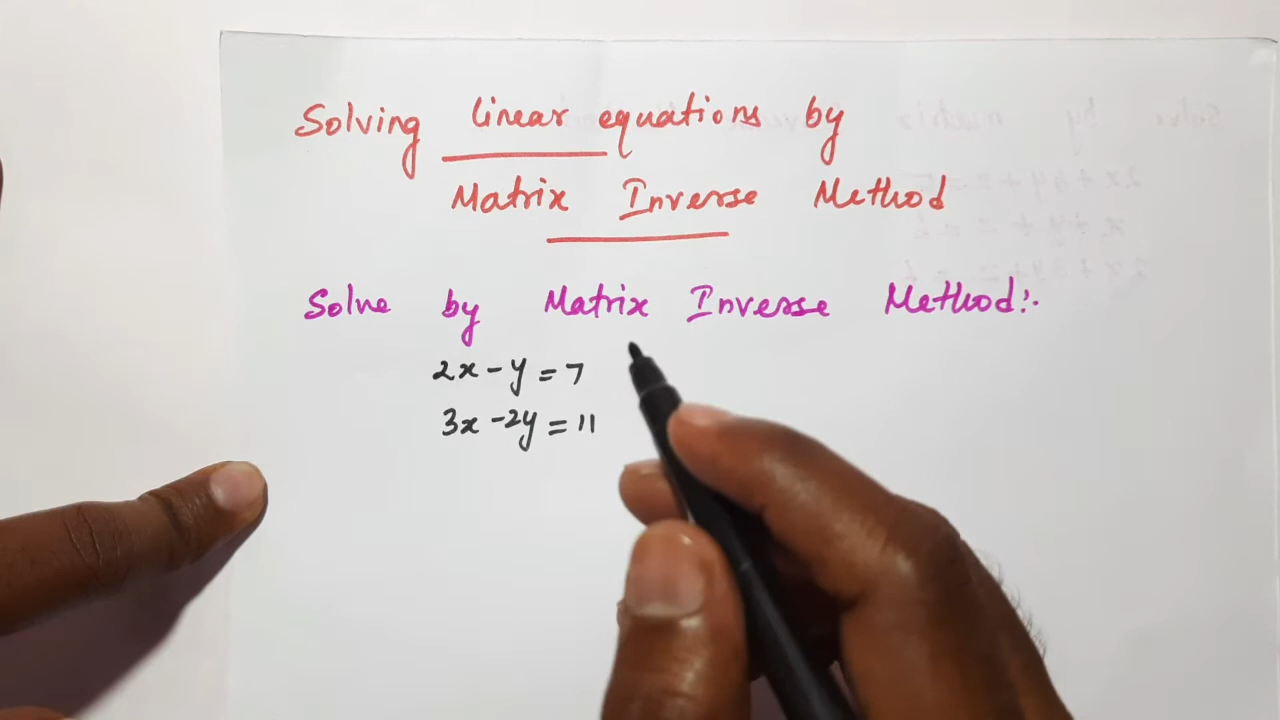 Solving linear equations by
Matrix Inverse Method
Solve by Matrix Inverse Method:.
2x - y = 7
3x - 2y = 11